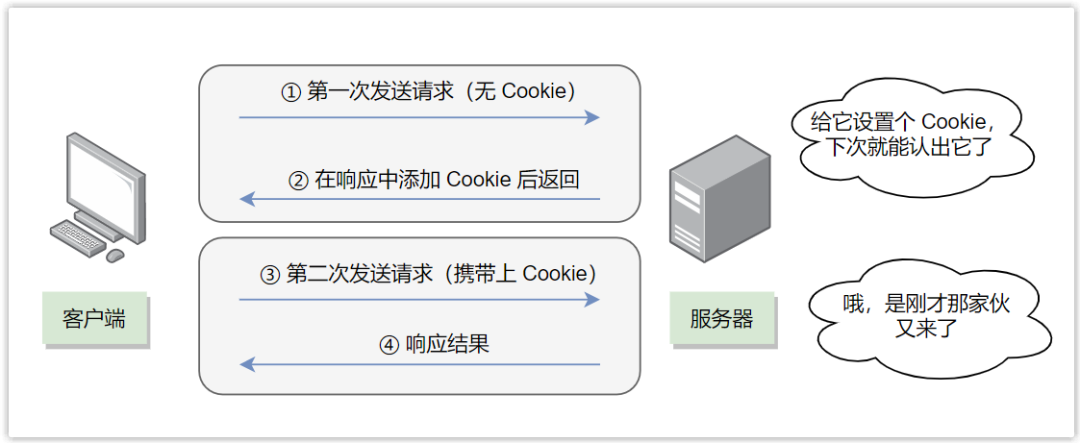 ① 第一次发送请求（无 Cookie）
② 在响应中添加 Cookie 后返回
给它设置个 Cookie，
下次就能认出它了
③ 第二次发送请求（携带上 Cookie）
④ 响应结果
客户端
服务器
哦，是刚才那家伙
又来了